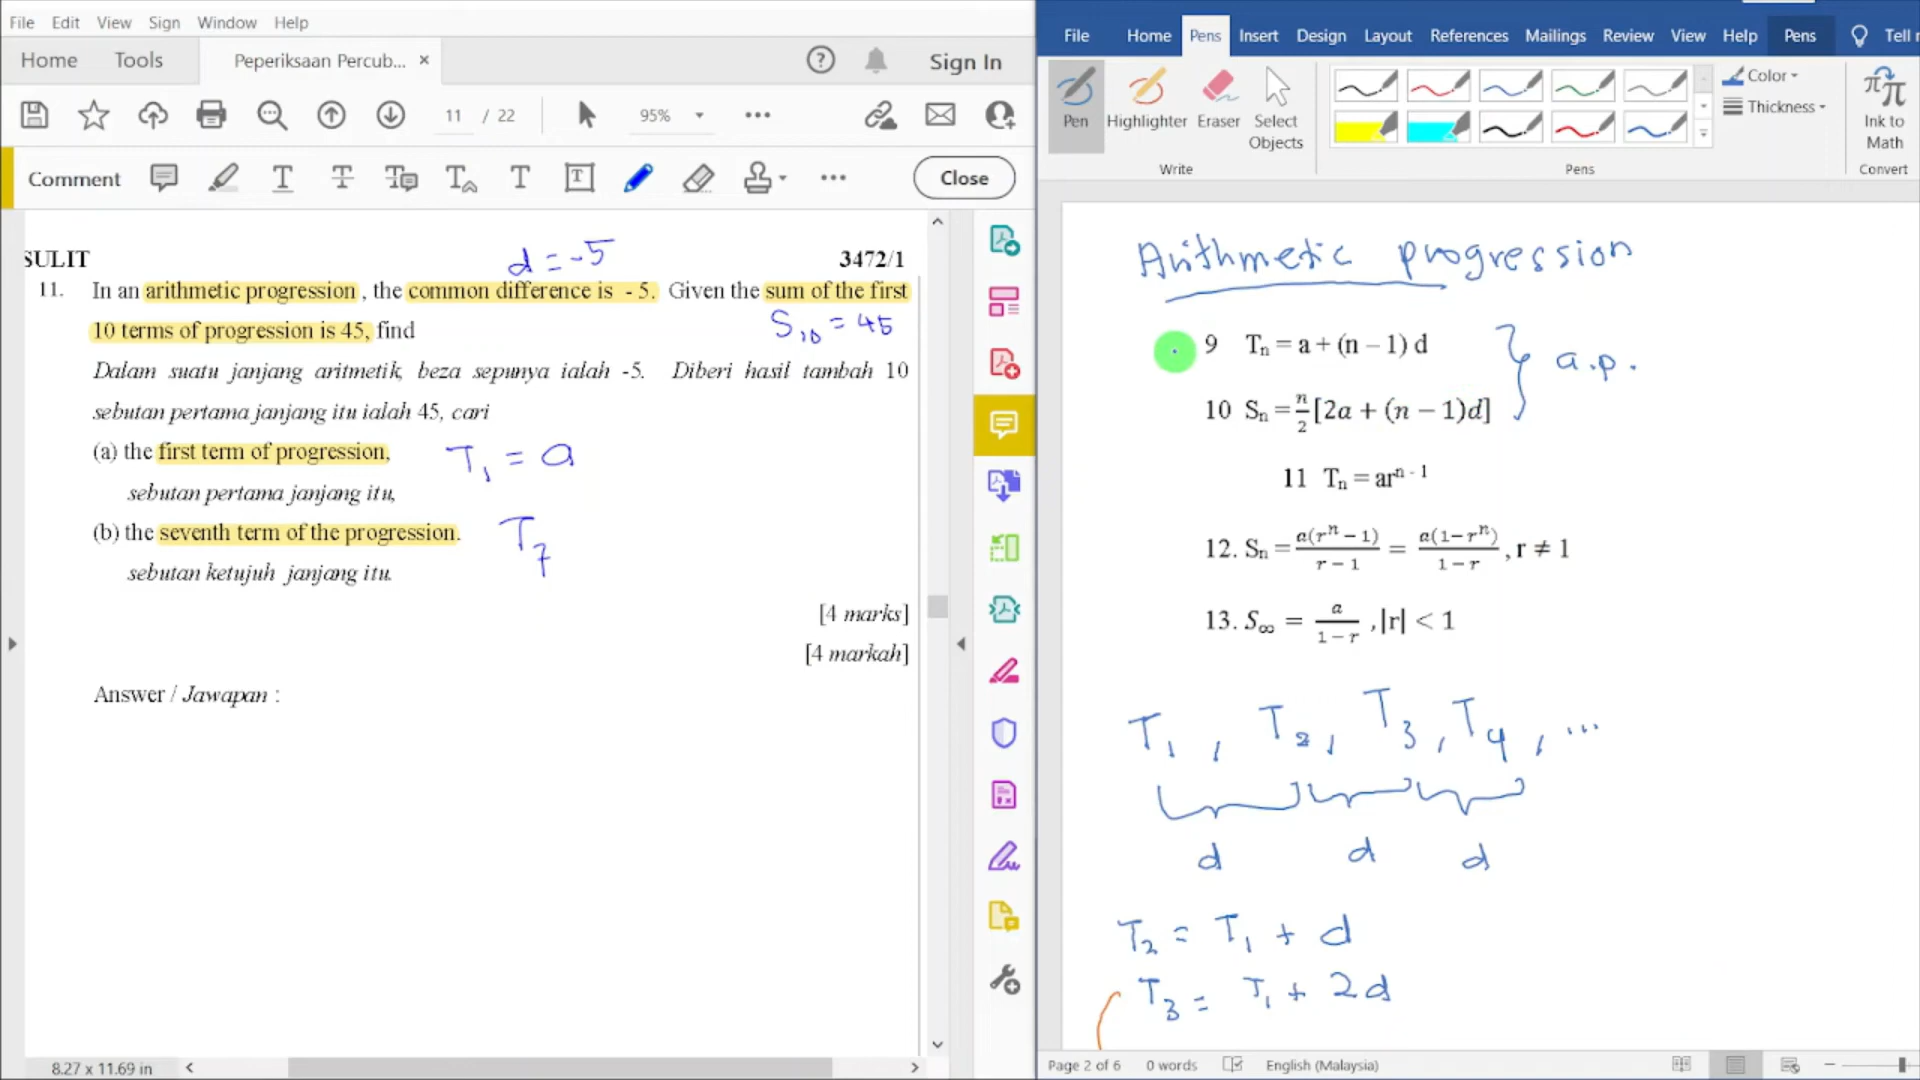 File Edit View Sign Window Help
Home Tools Peperiksaan Percub... × Sign In
11 / 22 95%
Comment Close
SULIT 3472/1
d = -5
11. In an arithmetic progression , the common difference is - 5. Given the sum of the first
10 terms of progression is 45, find
S10 = 45
Dalam suatu janjang aritmetik, beza sepunya ialah -5. Diberi hasil tambah 10
sebutan pertama janjang itu ialah 45, cari
(a) the first term of progression, T1 = a
sebutan pertama janjang itu,
(b) the seventh term of the progression. T7
sebutan ketujuh janjang itu.
[4 marks]
[4 markah]
Answer / Jawapan :
8.27 x 11.69 in
File Home Pens Insert Design Layout References Mailings Review View Help Pens
Pen Highlighter Eraser Select Objects
Color
Thickness
Ink to Math
Write Pens Convert
Arithmetic progression
9 Tn = a + (n – 1) d
a.p.
10 Sn = n/2 [2a + (n − 1)d]
11 Tn = ar^(n - 1)
12. Sn = a(r^n − 1)/(r − 1) = a(1−r^n)/(1−r) , r ≠ 1
13. S∞ = a/(1−r) , |r| < 1
T1 , T2, T3, T4, ...
d d d
T2 = T1 + d
T3 = T1 + 2d
Page 2 of 6 0 words English (Malaysia)